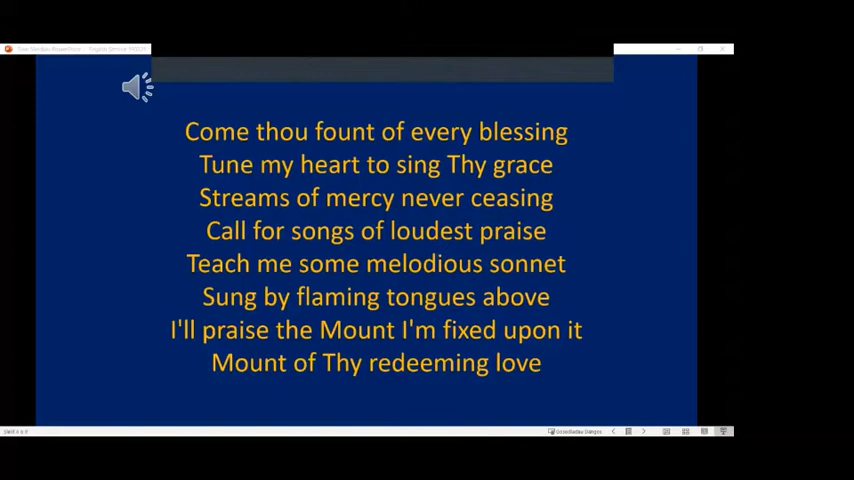 Come thou fount of every blessing
Tune my heart to sing Thy grace
Streams of mercy never ceasing
Call for songs of loudest praise
Teach me some melodious sonnet
Sung by flaming tongues above
I'll praise the Mount I'm fixed upon it
Mount of Thy redeeming love